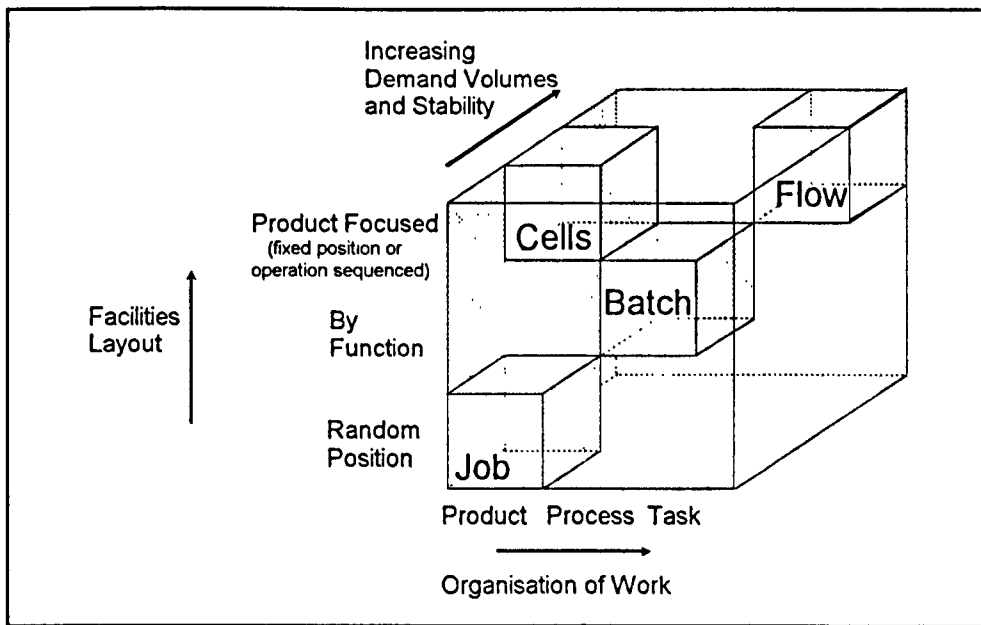 Increasing
Demand Volumes
and Stability
Product Focused
(fixed position or
operation sequenced)
Facilities
Layout
By
Function
Random
Position
Cells
Flow
Batch
Job
Product Process Task
Organisation of Work